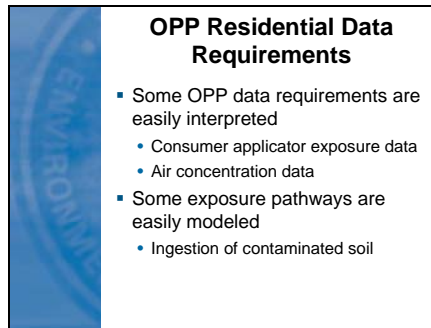 OPP Residential Data
Requirements
▪ Some OPP data requirements are
easily interpreted
• Consumer applicator exposure data
• Air concentration data
▪ Some exposure pathways are
easily modeled
• Ingestion of contaminated soil
ENVIRONME